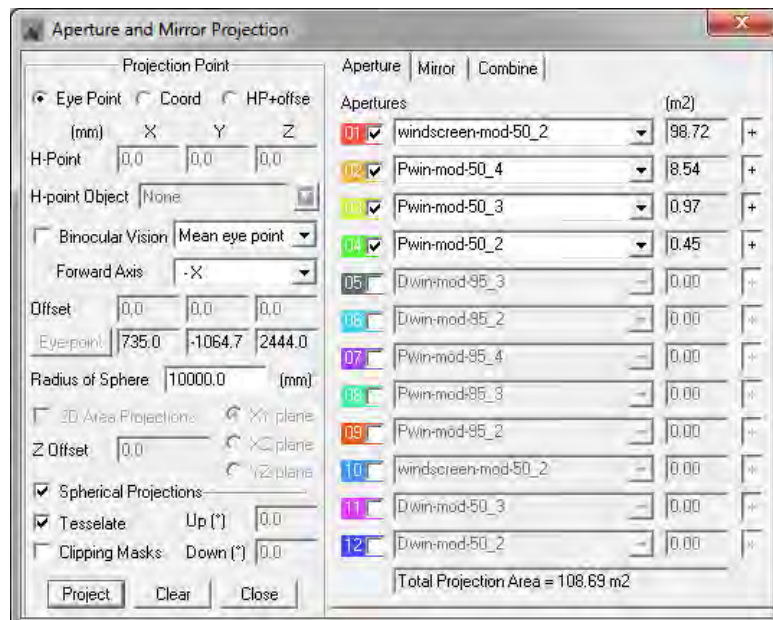 Aperture and Mirror Projection
Projection Point
Eye Point Coord HP+offse
(mm) X Y Z
H-Point 0,0 0,0 0,0
H-point Object None
Binocular Vision Mean eye point
Forward Axis -X
Offset 0,0 0,0 0,0
Eye-point 735.0 -1064.7 2444.0
Radius of Sphere 10000.0 (mm)
2D Area Projections XY plane
Z Offset 0.0 XZ plane
YZ plane
Spherical Projections
Tesselate Up (°) 0.0
Clipping Masks Down (°) 0.0
Project Clear Close
Aperture Mirror Combine
Apertures (m2)
01 windscreen-mod-50_2 98.72 +
02 Pwin-mod-50_4 8.54 +
03 Pwin-mod-50_3 0.97 +
04 Pwin-mod-50_2 0.45 +
05 Dwin-mod-95_3 0.00 +
06 Dwin-mod-95_2 0.00 +
07 Pwin-mod-95_4 0.00 +
08 Pwin-mod-95_3 0.00 +
09 Pwin-mod-95_2 0.00 +
10 windscreen-mod-50_2 0.00 +
11 Dwin-mod-50_3 0.00 +
12 Dwin-mod-50_2 0.00 +
Total Projection Area = 108.69 m2